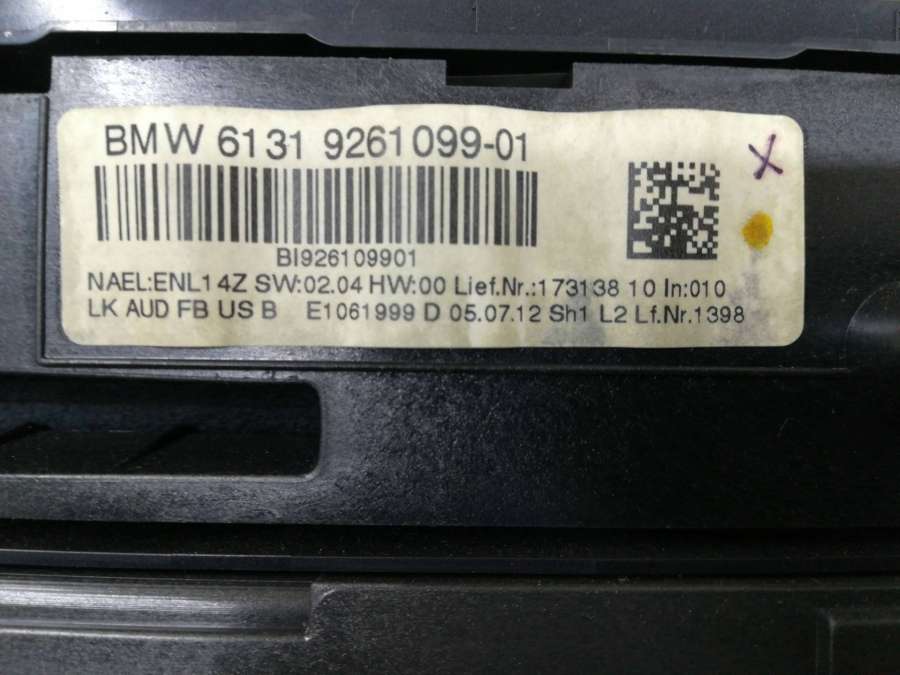 BMW 6131 9261099-01
BI926109901
NAEL:ENL14Z SW:02.04 HW:00 Lief.Nr.:173138 10 In:010
LK AUD FB US B E1061999 D 05.07.12 Sh1 L2 Lf.Nr.1398
X